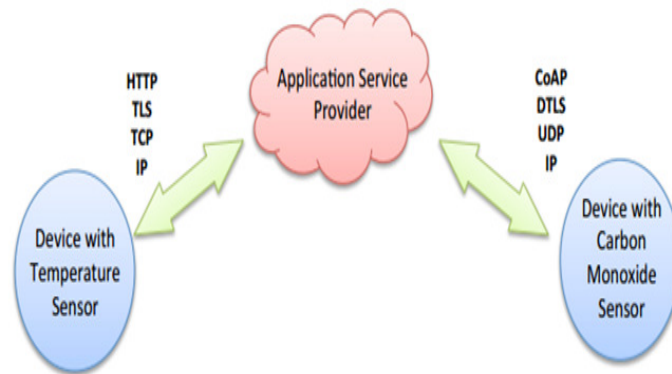 HTTP
TLS
TCP
IP
Application Service
Provider
CoAP
DTLS
UDP
IP
Device with
Temperature
Sensor
Device with
Carbon
Monoxide
Sensor